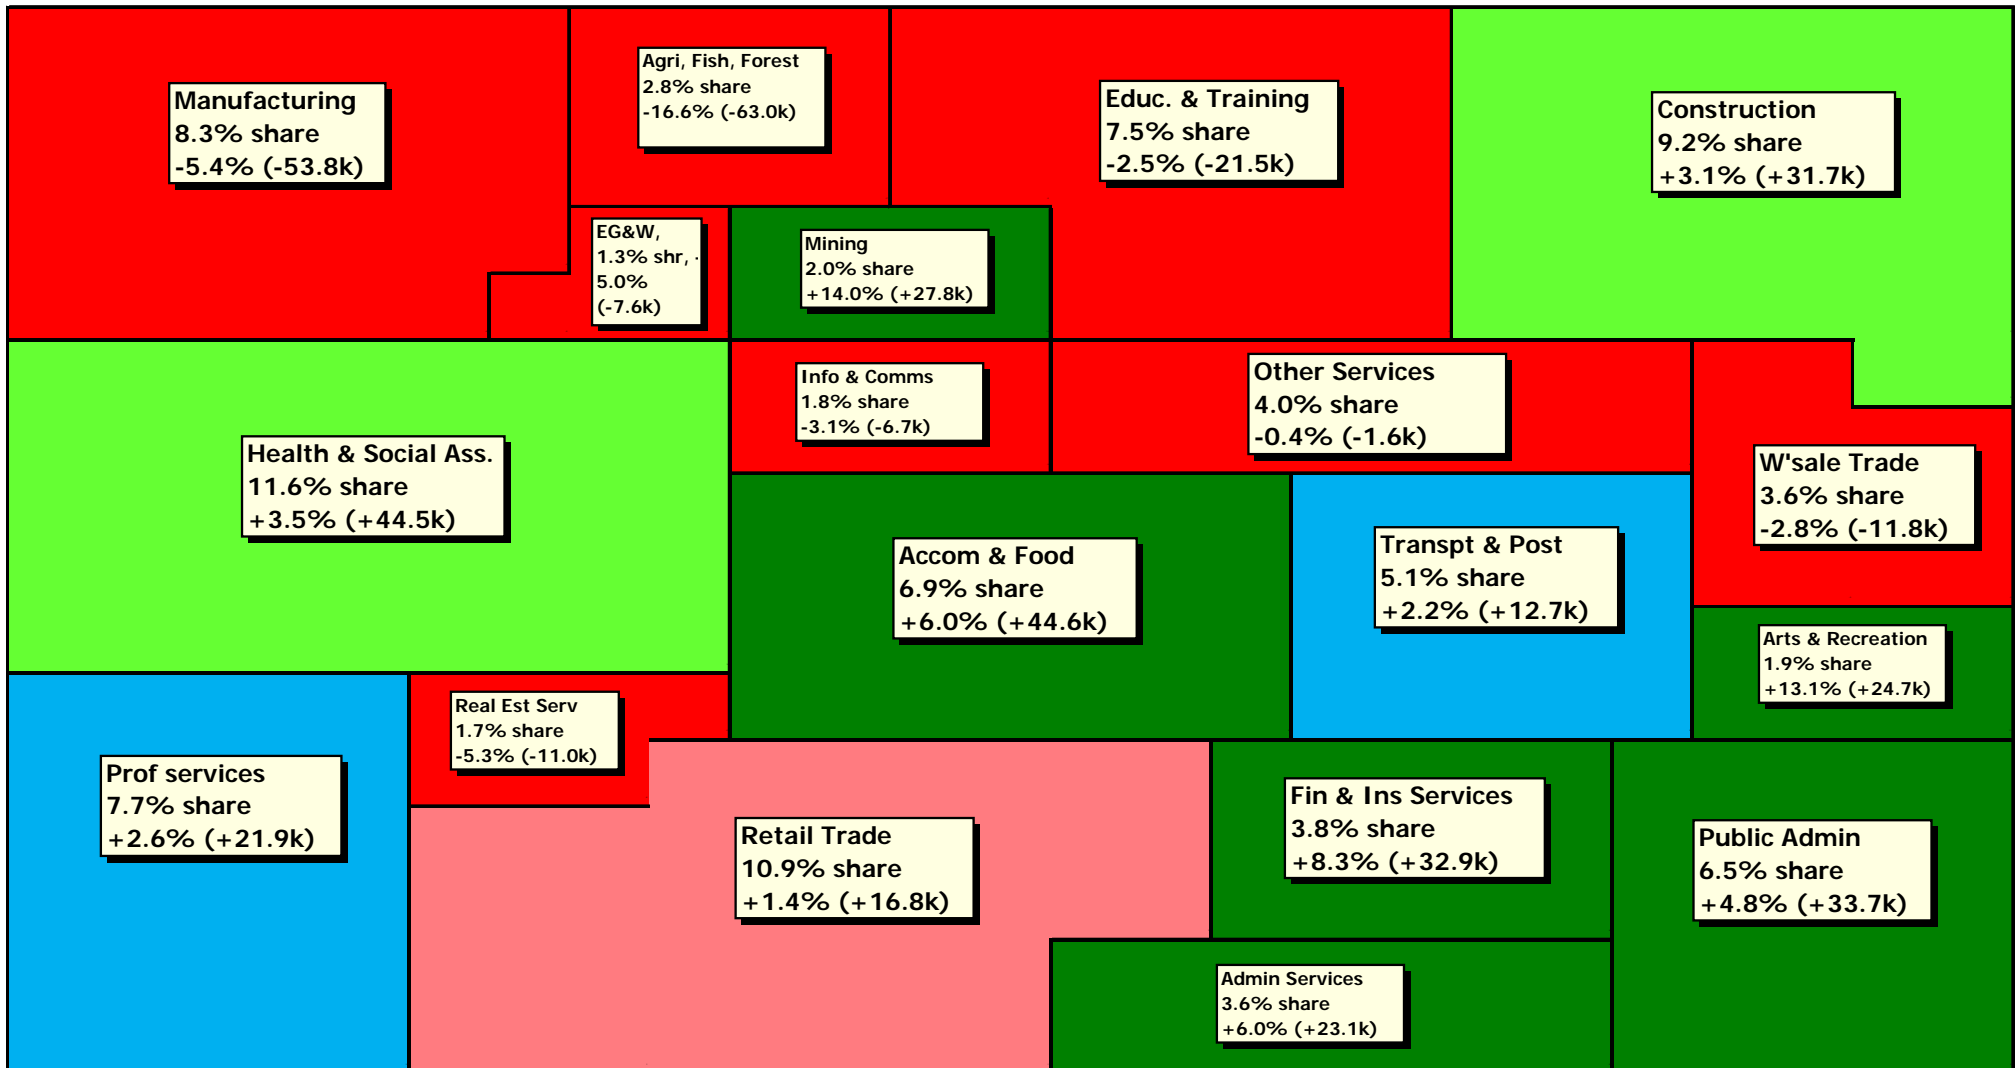 Manufacturing
8.3% share
-5.4% (-53.8k)
Agri, Fish, Forest
2.8% share
-16.6% (-63.0k)
Educ. & Training
7.5% share
-2.5% (-21.5k)
Construction
9.2% share
+3.1% (+31.7k)
EG&W,
1.3% shr, -
5.0%
(-7.6k)
Mining
2.0% share
+14.0% (+27.8k)
Health & Social Ass.
11.6% share
+3.5% (+44.5k)
Info & Comms
1.8% share
-3.1% (-6.7k)
Other Services
4.0% share
-0.4% (-1.6k)
W'sale Trade
3.6% share
-2.8% (-11.8k)
Accom & Food
6.9% share
+6.0% (+44.6k)
Transpt & Post
5.1% share
+2.2% (+12.7k)
Arts & Recreation
1.9% share
+13.1% (+24.7k)
Prof services
7.7% share
+2.6% (+21.9k)
Real Est Serv
1.7% share
-5.3% (-11.0k)
Retail Trade
10.9% share
+1.4% (+16.8k)
Fin & Ins Services
3.8% share
+8.3% (+32.9k)
Public Admin
6.5% share
+4.8% (+33.7k)
Admin Services
3.6% share
+6.0% (+23.1k)